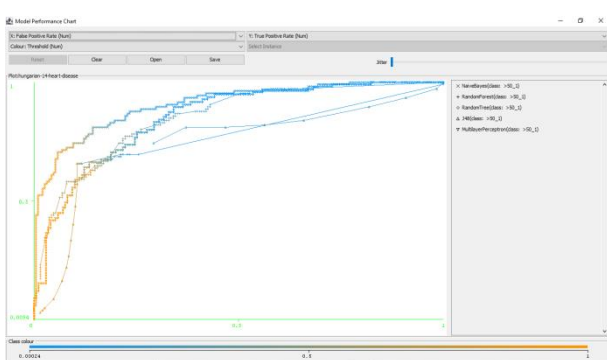 Model Performance Chart
X: False Positive Rate (Num)
Y: True Positive Rate (Num)
Colour: Threshold (Num)
Select Instance
Reset
Clear
Open
Save
Jitter
Plot:hungarian-14-heart-disease
1
0.5
0
0.5
1
NaiveBayes(class: >50_1)
RandomForest(class: >50_1)
RandomTree(class: >50_1)
J48(class: >50_1)
MultilayerPerceptron(class: >50_1)
Class colour
0.00024
0.5
1